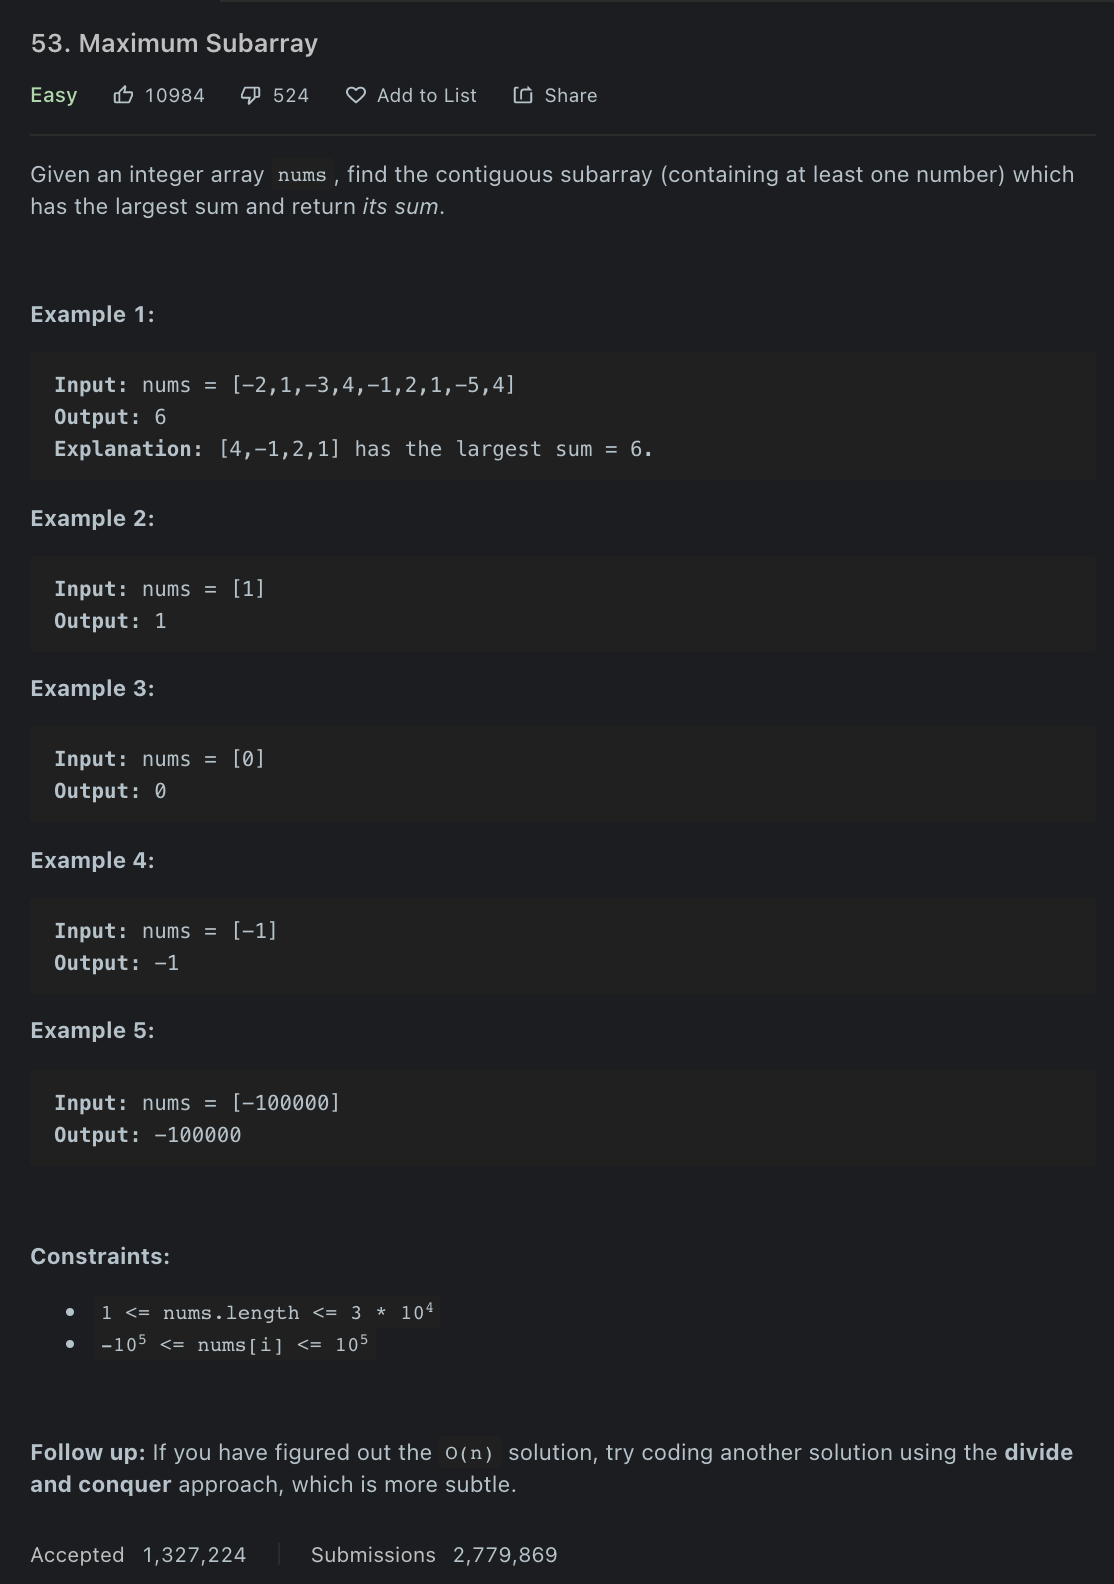 53. Maximum Subarray
Easy 10984 524 Add to List Share
Given an integer array nums , find the contiguous subarray (containing at least one number) which
has the largest sum and return its sum.
Example 1:
Input: nums = [-2,1,-3,4,-1,2,1,-5,4]
Output: 6
Explanation: [4,-1,2,1] has the largest sum = 6.
Example 2:
Input: nums = [1]
Output: 1
Example 3:
Input: nums = [0]
Output: 0
Example 4:
Input: nums = [-1]
Output: -1
Example 5:
Input: nums = [-100000]
Output: -100000
Constraints:
• 1 <= nums.length <= 3 * 10⁴
• -10⁵ <= nums[i] <= 10⁵
Follow up: If you have figured out the O(n) solution, try coding another solution using the divide
and conquer approach, which is more subtle.
Accepted 1,327,224 Submissions 2,779,869